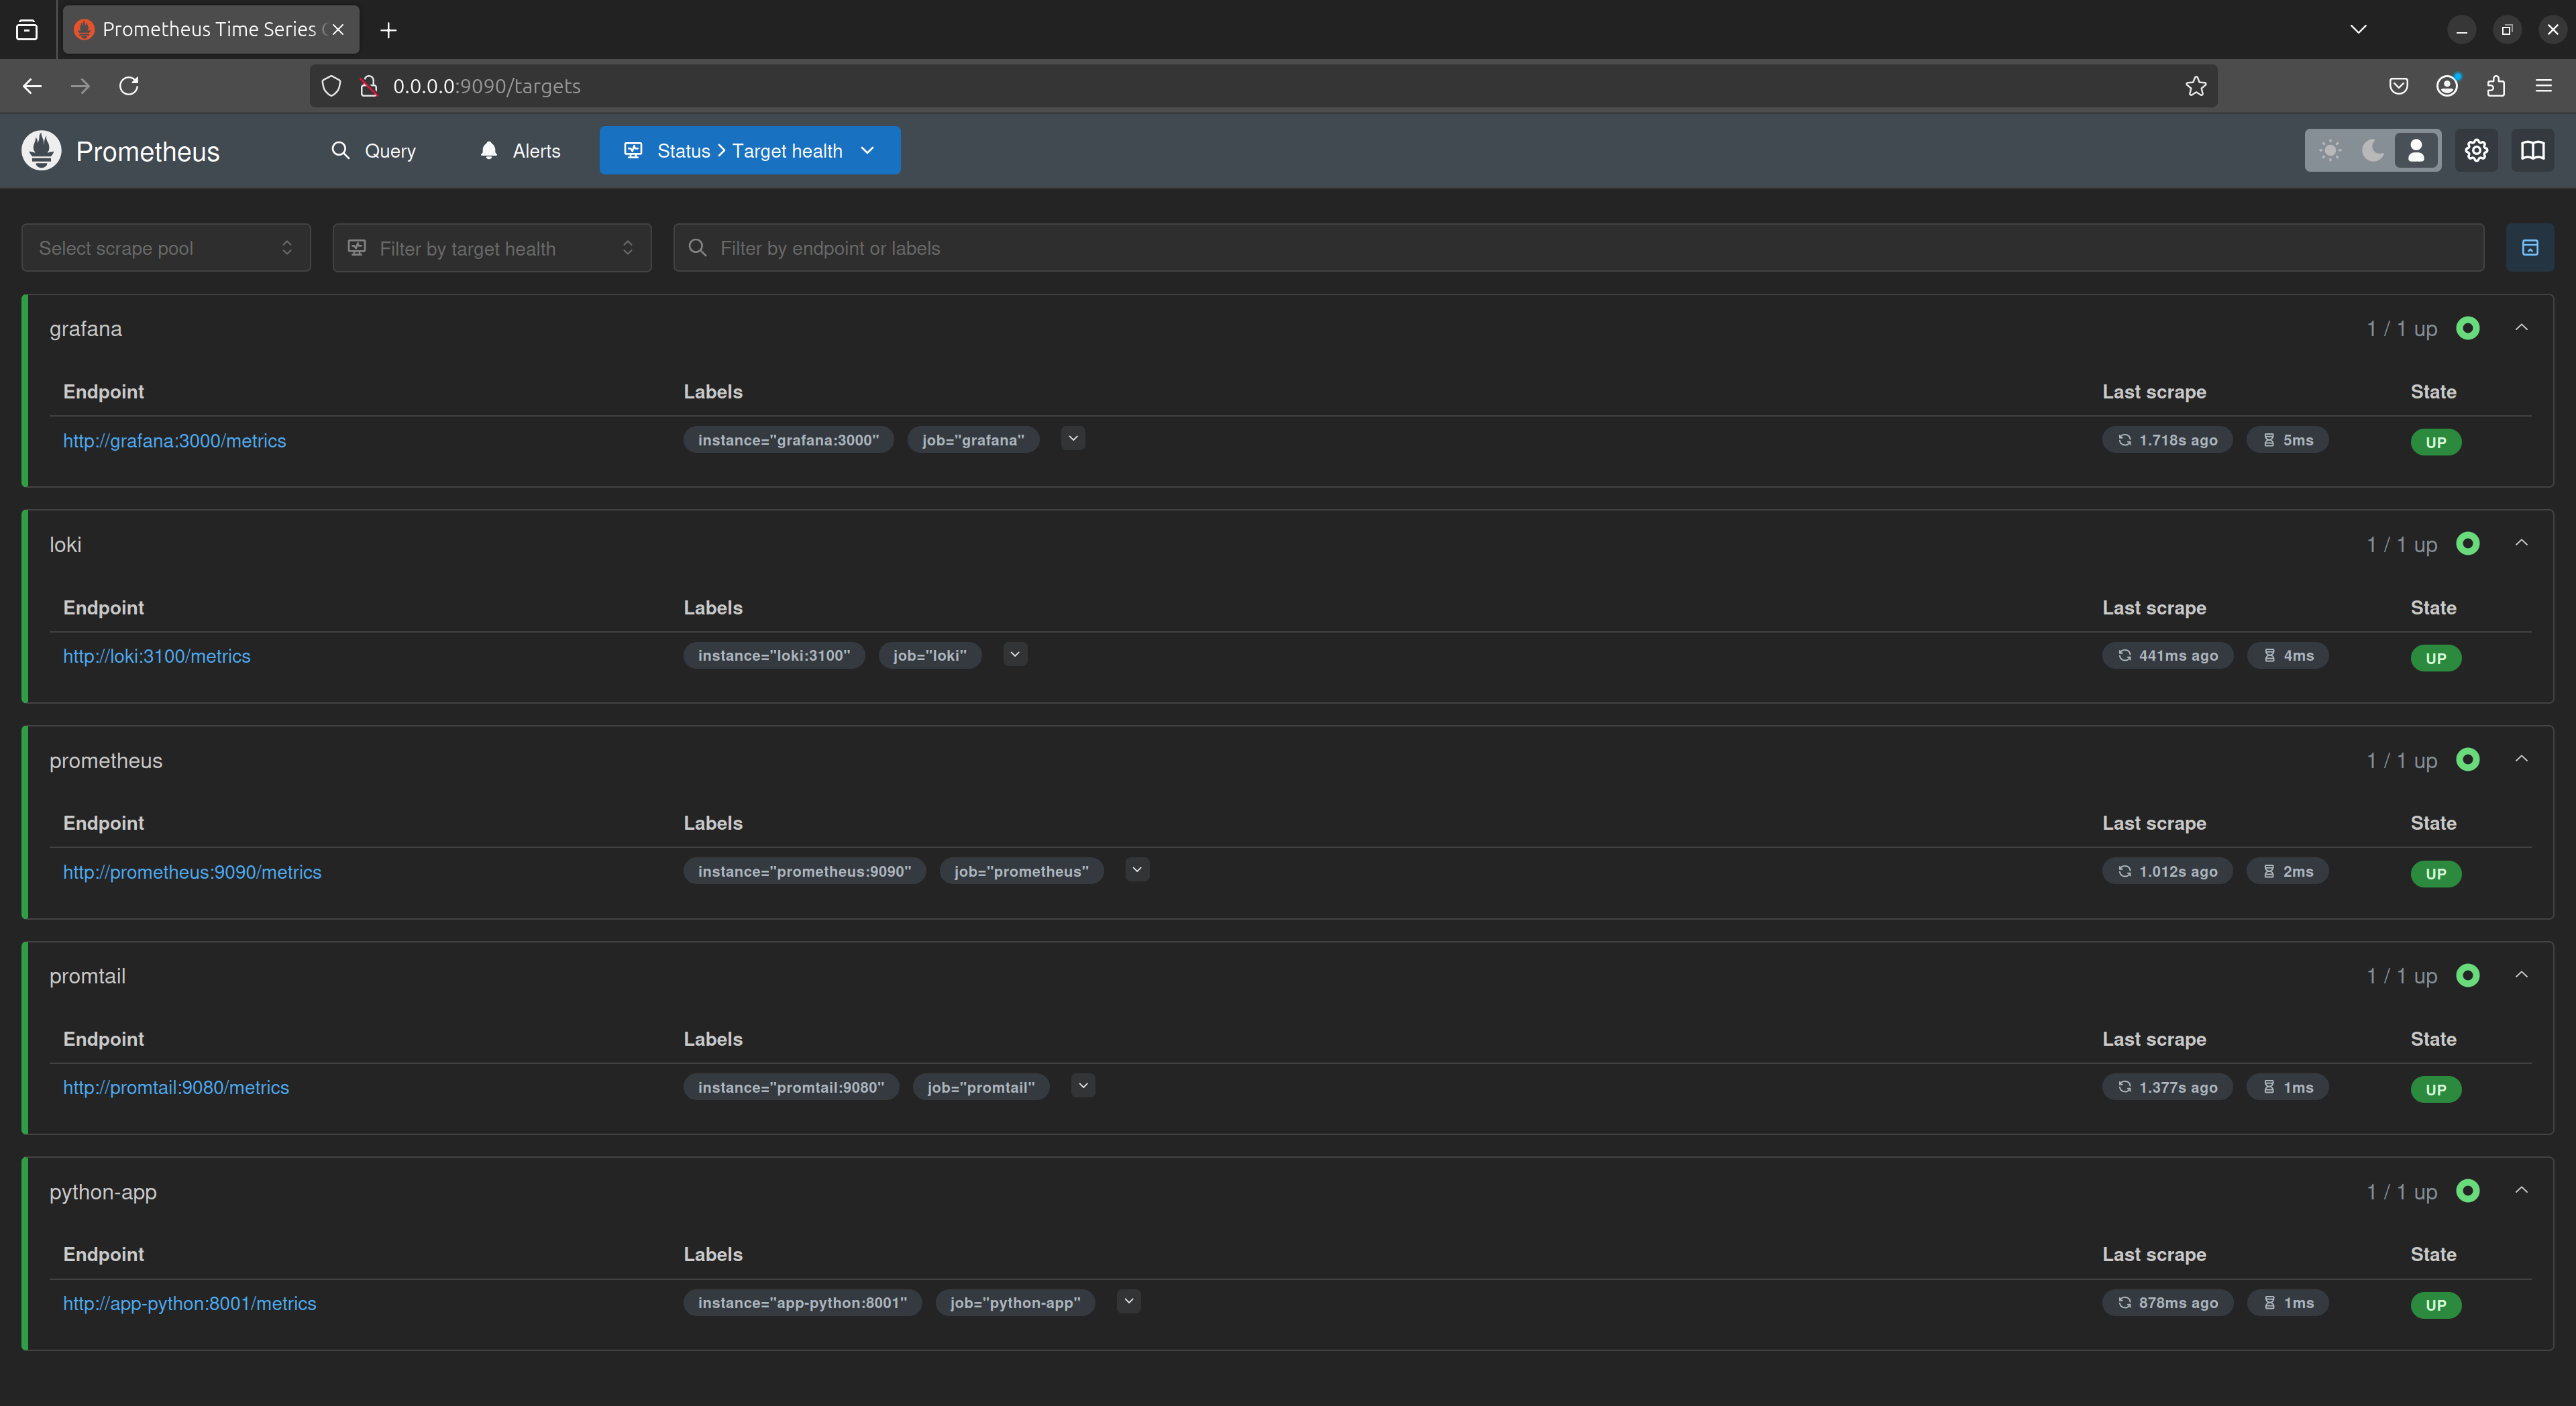 Prometheus Time Series
0.0.0.0:9090/targets
Prometheus Query Alerts Status > Target health
Select scrape pool Filter by target health Filter by endpoint or labels
grafana 1 / 1 up
Endpoint Labels Last scrape State
http://grafana:3000/metrics instance="grafana:3000" job="grafana" 1.718s ago 5ms UP
loki 1 / 1 up
Endpoint Labels Last scrape State
http://loki:3100/metrics instance="loki:3100" job="loki" 441ms ago 4ms UP
prometheus 1 / 1 up
Endpoint Labels Last scrape State
http://prometheus:9090/metrics instance="prometheus:9090" job="prometheus" 1.012s ago 2ms UP
promtail 1 / 1 up
Endpoint Labels Last scrape State
http://promtail:9080/metrics instance="promtail:9080" job="promtail" 1.377s ago 1ms UP
python-app 1 / 1 up
Endpoint Labels Last scrape State
http://app-python:8001/metrics instance="app-python:8001" job="python-app" 878ms ago 1ms UP